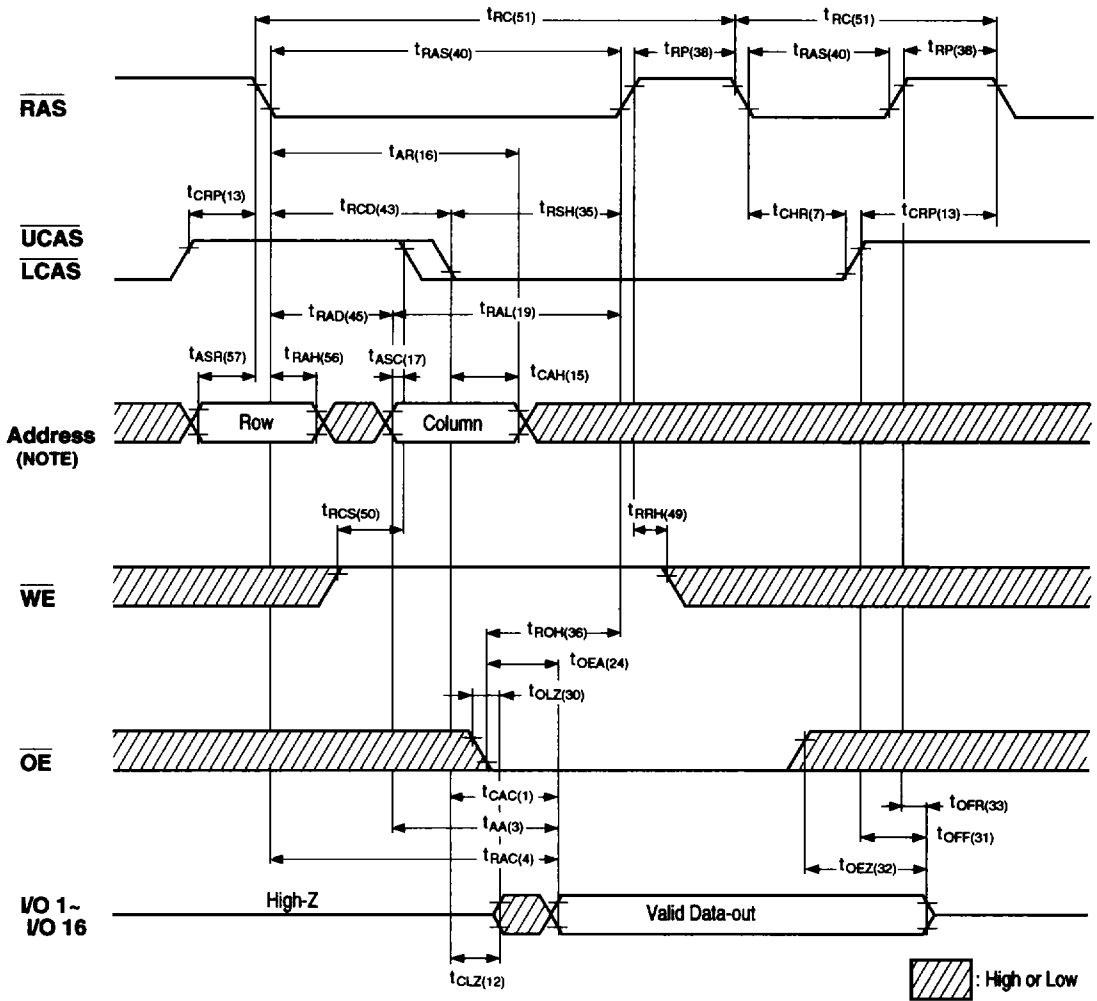 tRC(51) tRC(51)
tRAS(40) tRP(38) tRAS(40) tRP(38)
RAS
tAR(16)
tCRP(13) tRCD(43) tRSH(35) tCHR(7) tCRP(13)
UCAS
LCAS
tRAD(45) tRAL(19)
tASR(57) tRAH(56) tASC(17) tCAH(15)
Address
(NOTE)
Row Column
tRCS(50) tRRH(49)
WE
tROH(36)
tOEA(24)
tOLZ(30)
OE
tCAC(1)
tOFR(33)
tAA(3) tOFF(31)
tRAC(4) tOEZ(32)
I/O 1~
I/O 16
High-Z Valid Data-out
tCLZ(12)
: High or Low